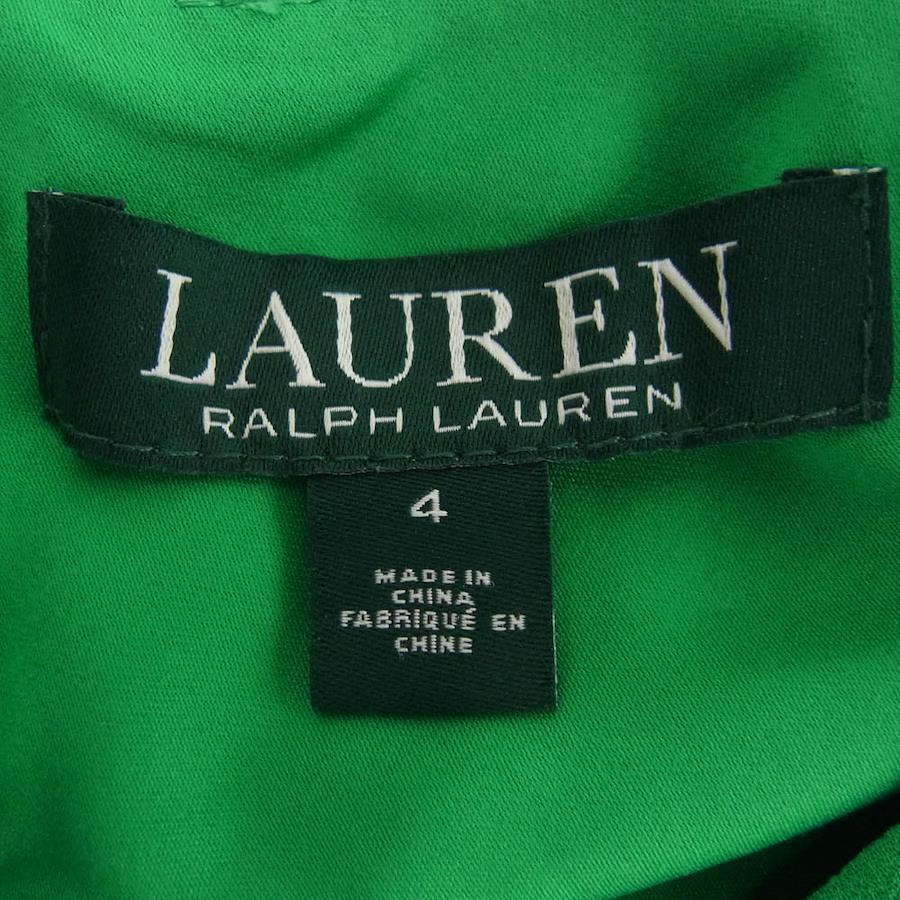 LAUREN
RALPH LAUREN
4
MADE IN
CHINA
FABRIQUÉ EN
CHINE